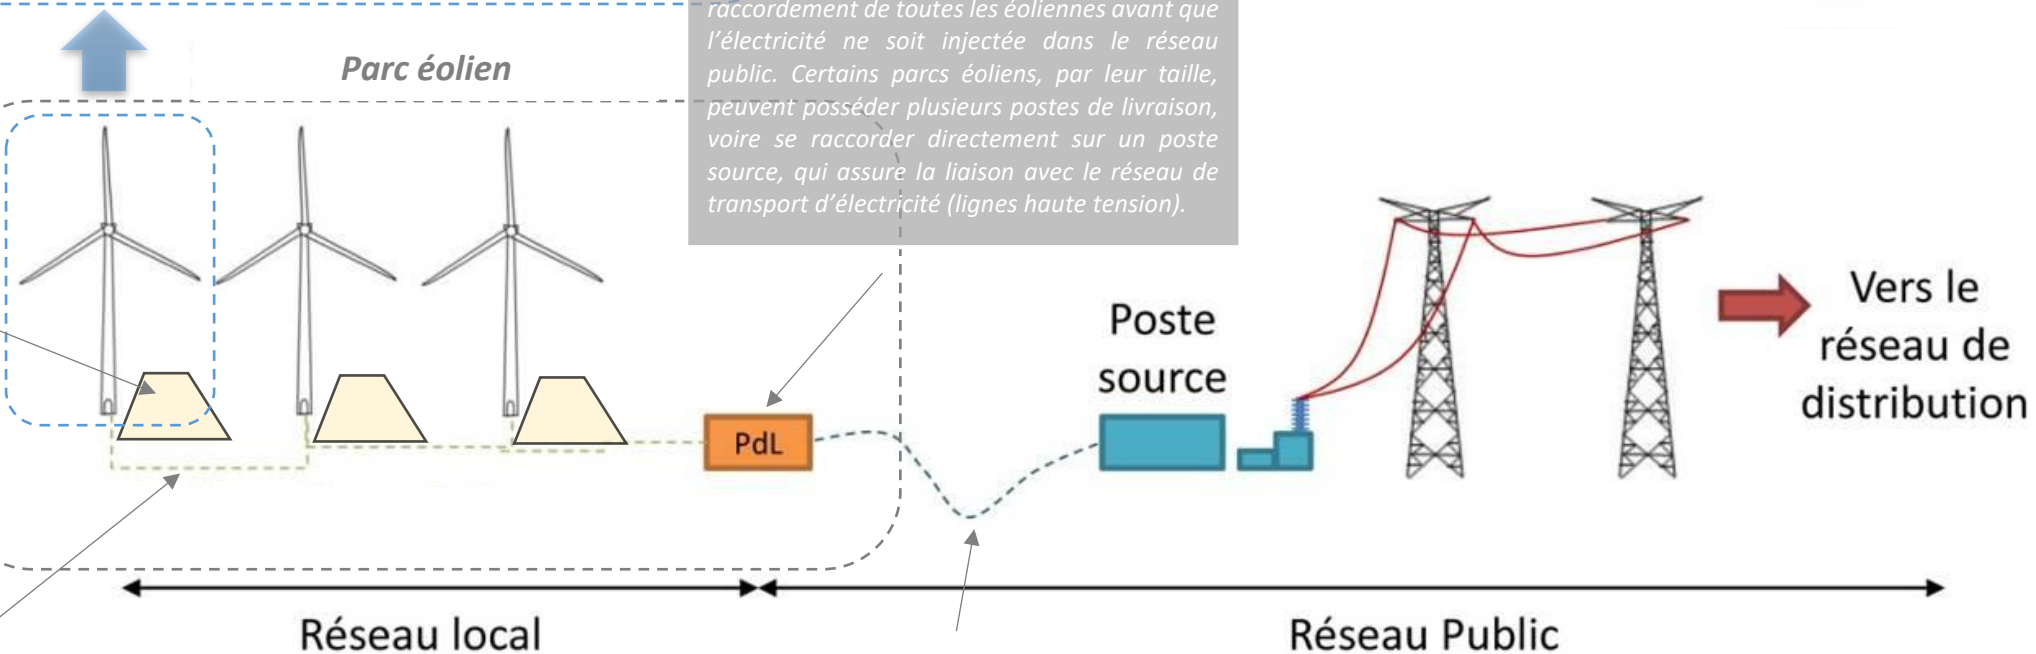 raccordement de toutes les éoliennes avant que
l’électricité ne soit injectée dans le réseau
public. Certains parcs éoliens, par leur taille,
peuvent posséder plusieurs postes de livraison,
voire se raccorder directement sur un poste
source, qui assure la liaison avec le réseau de
transport d’électricité (lignes haute tension).
Parc éolien
Poste
source
Vers le
réseau de
distribution
PdL
Réseau local
Réseau Public